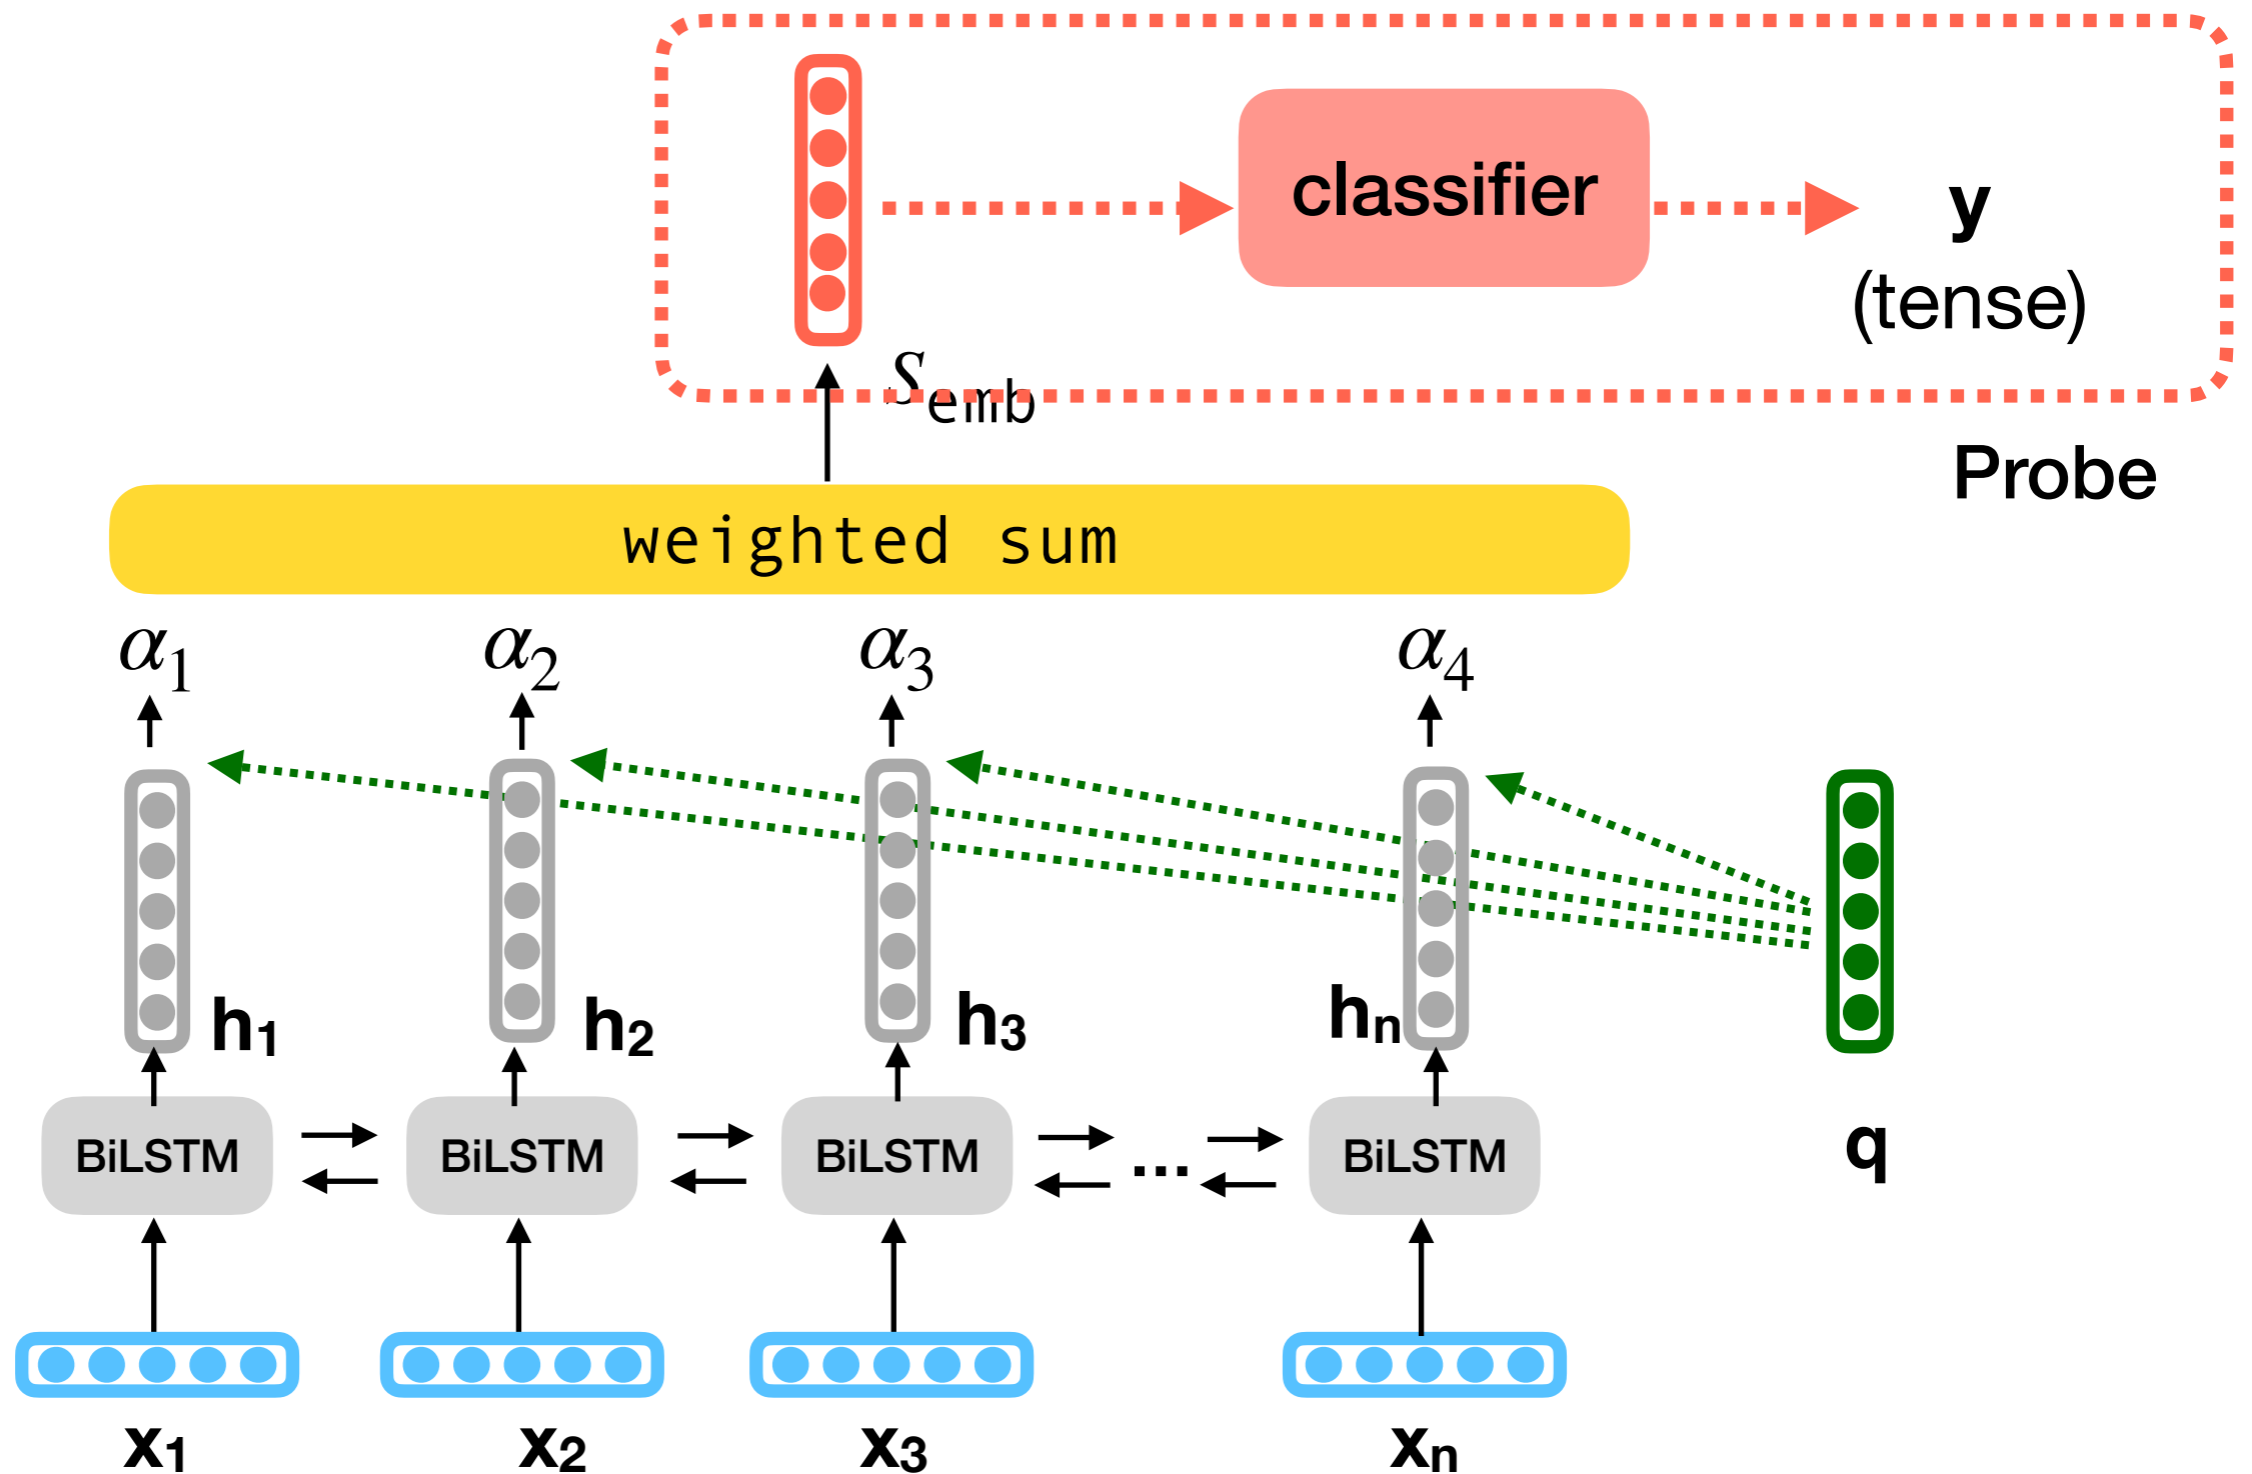 classifier
y
(tense)
S_emb
Probe
weighted sum
α₁ α₂ α₃ α₄
h₁ h₂ h₃ hₙ
BiLSTM BiLSTM BiLSTM ... BiLSTM
q
x₁ x₂ x₃ xₙ